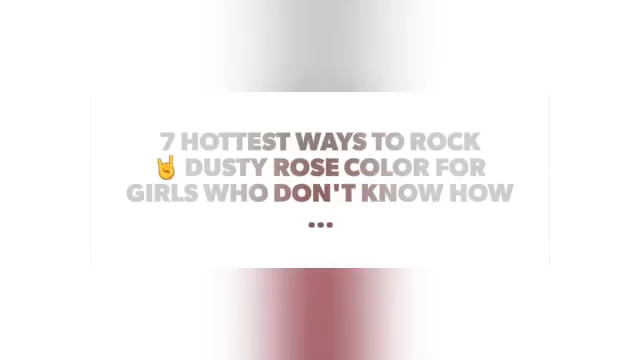 7 HOTTEST WAYS TO ROCK
🤘 DUSTY ROSE COLOR FOR
GIRLS WHO DON'T KNOW HOW
...